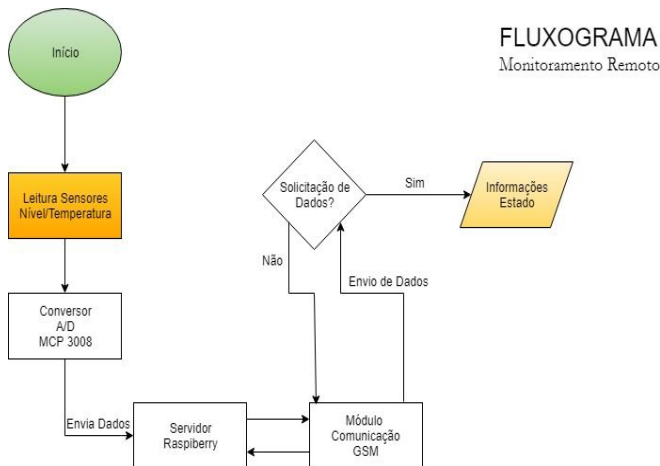 FLUXOGRAMA
Monitoramento Remoto
Início
Leitura Sensores
Nível/Temperatura
Conversor
A/D
MCP 3008
Envia Dados
Servidor
Raspiberry
Módulo
Comunicação
GSM
Envio de Dados
Não
Solicitação de
Dados?
Sim
Informações
Estado